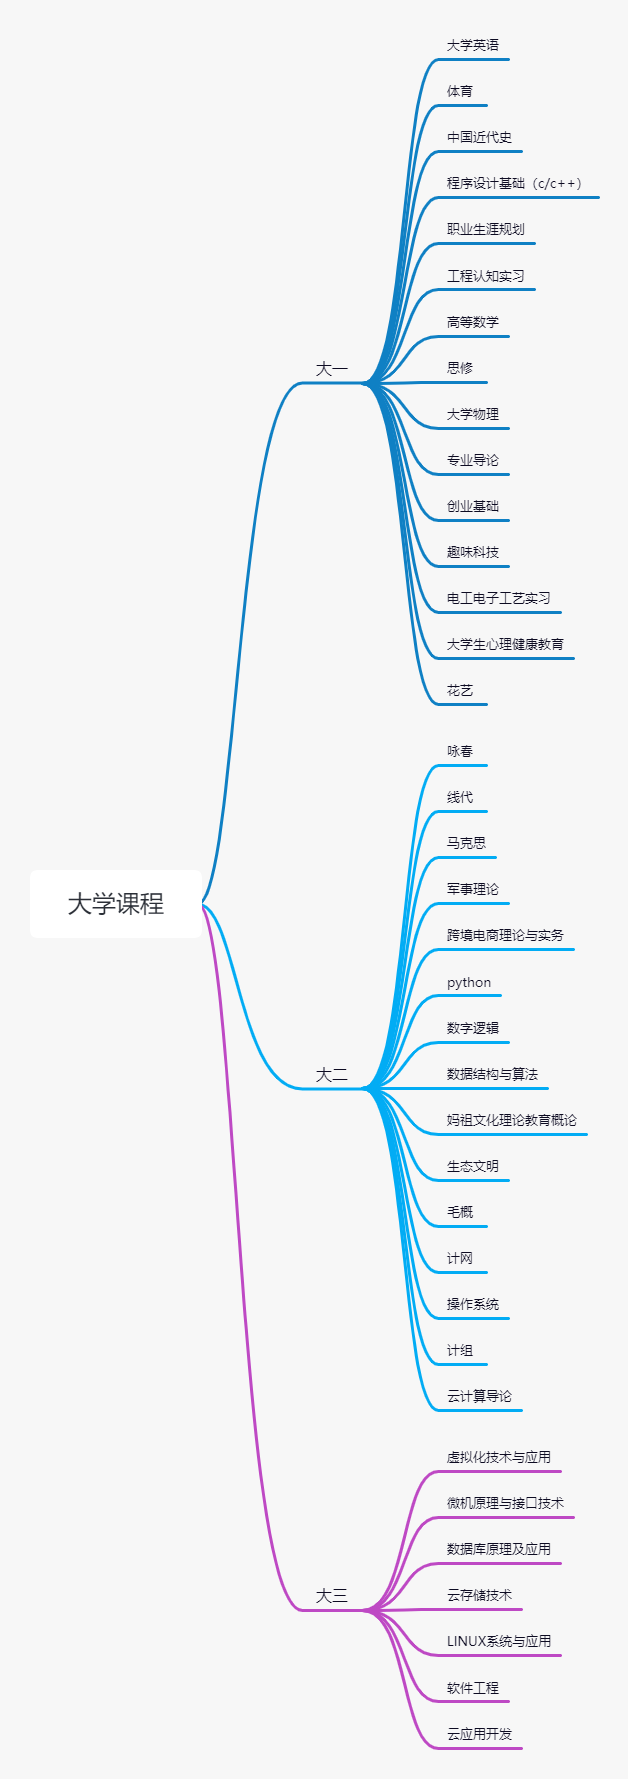 大学课程
大一
大学英语
体育
中国近代史
程序设计基础（c/c++）
职业生涯规划
工程认知实习
高等数学
思修
大学物理
专业导论
创业基础
趣味科技
电工电子工艺实习
大学生心理健康教育
花艺
大二
咏春
线代
马克思
军事理论
跨境电商理论与实务
python
数字逻辑
数据结构与算法
妈祖文化理论教育概论
生态文明
毛概
计网
操作系统
计组
云计算导论
大三
虚拟化技术与应用
微机原理与接口技术
数据库原理及应用
云存储技术
LINUX系统与应用
软件工程
云应用开发